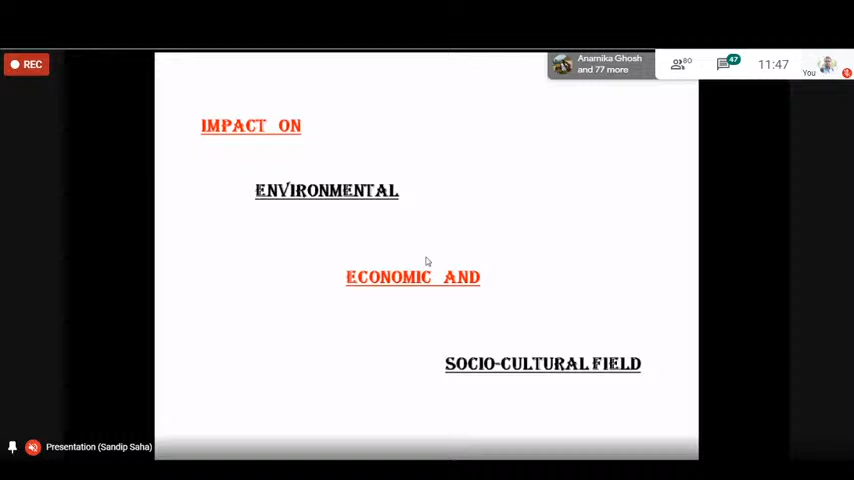 REC
Anamika Ghosh
and 77 more
80
47
11:47
You
IMPACT ON
ENVIRONMENTAL
ECONOMIC AND
SOCIO-CULTURAL FIELD
Presentation (Sandip Saha)